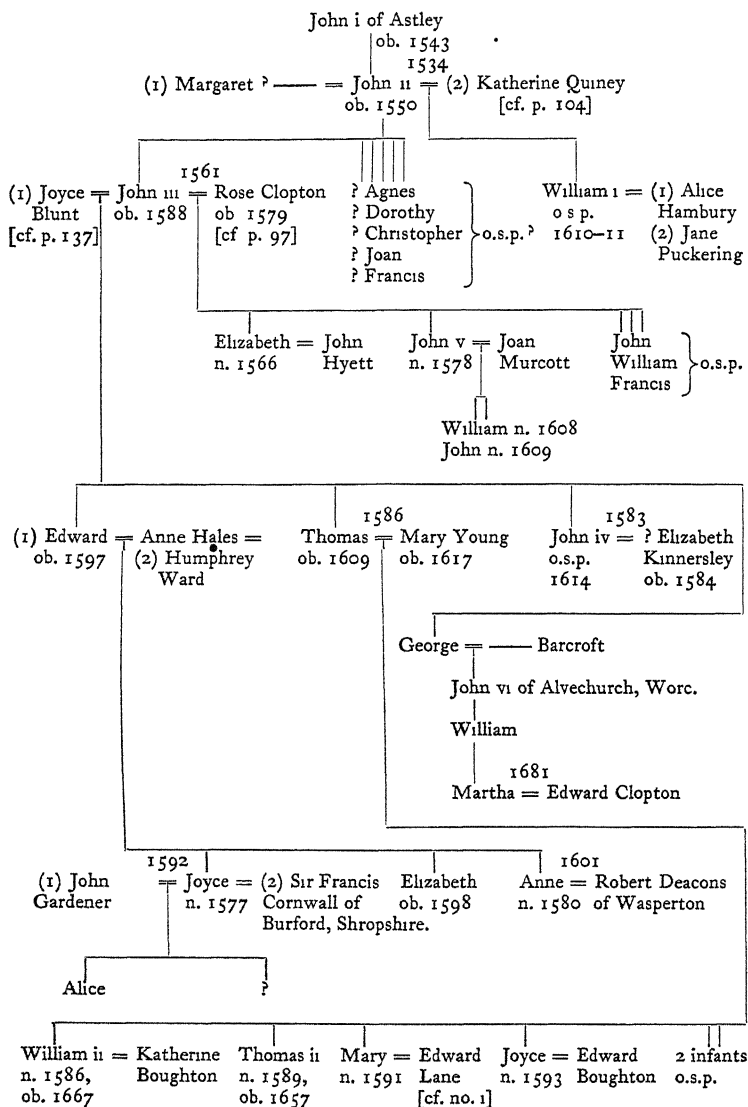 John i of Astley
ob. 1543
1534
(1) Margaret ? —— = John ii = (2) Katherine Quiney
ob. 1550 [cf. p. 104]
1561
(1) Joyce = John iii = Rose Clopton ? Agnes William i = (1) Alice
Blunt ob. 1588 ob 1579 ? Dorothy o s p. Hambury
[cf. p. 137] [cf p. 97] ? Christopher o.s.p. ? 1610–11 (2) Jane
? Joan Puckering
? Francis
Elizabeth = John John v = Joan John
n. 1566 Hyett n. 1578 Murcott William o.s.p.
Francis
William n. 1608
John n. 1609
1586 1583
(1) Edward = Anne Hales = Thomas = Mary Young John iv = ? Elizabeth
ob. 1597 (2) Humphrey ob. 1609 ob. 1617 o.s.p. Kinnersley
Ward 1614 ob. 1584
George = —— Barcroft
John vi of Alvechurch, Worc.
William
1681
Martha = Edward Clopton
1592 1601
(1) John = Joyce = (2) Sir Francis Elizabeth Anne = Robert Deacons
Gardener n. 1577 Cornwall of ob. 1598 n. 1580 of Wasperton
Burford, Shropshire.
Alice ?
William ii = Katherine Thomas ii Mary = Edward Joyce = Edward 2 infants
n. 1586, Boughton n. 1589, n. 1591 Lane n. 1593 Boughton o.s.p.
ob. 1667 ob. 1657 [cf. no. 1]